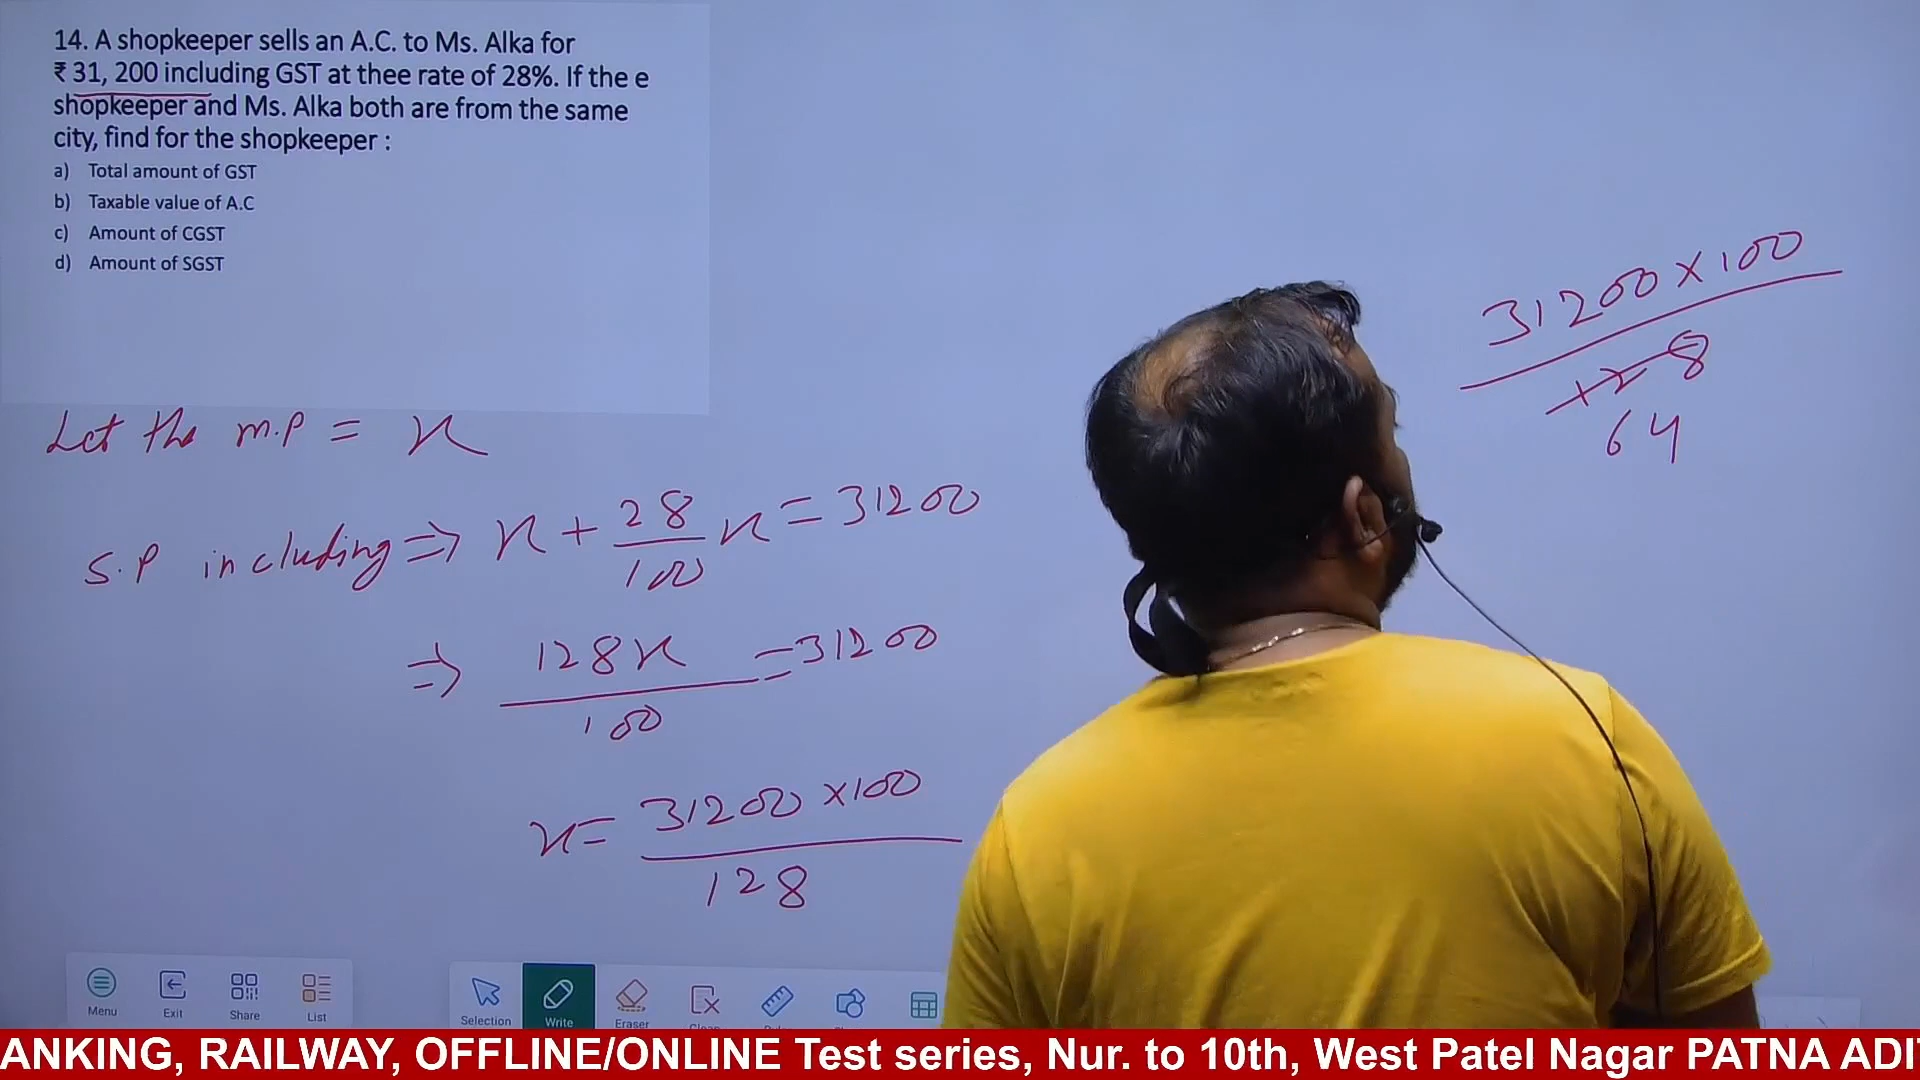 14. A shopkeeper sells an A.C. to Ms. Alka for
₹ 31, 200 including GST at thee rate of 28%. If the e
shopkeeper and Ms. Alka both are from the same
city, find for the shopkeeper :
a) Total amount of GST
b) Taxable value of A.C
c) Amount of CGST
d) Amount of SGST
31200 x 100
128
64
Let the m.p = x
S.P including ⇒ x + 28/100 x = 31200
⇒ 128x/100 = 31200
x = 31200 x 100 / 128
Menu Exit Share List Selection Write Eraser
ANKING, RAILWAY, OFFLINE/ONLINE Test series, Nur. to 10th, West Patel Nagar PATNA ADI